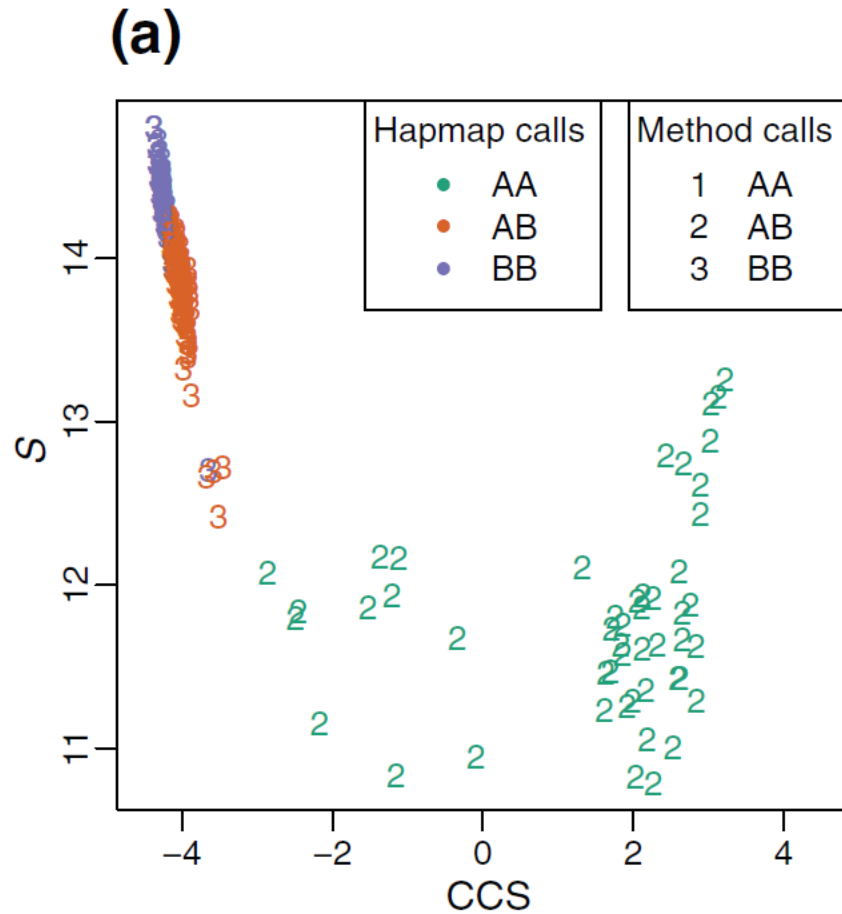 (a)
Hapmap calls
AA
AB
BB
Method calls
1 AA
2 AB
3 BB
S
14
13
12
11
−4 −2 0 2 4
CCS